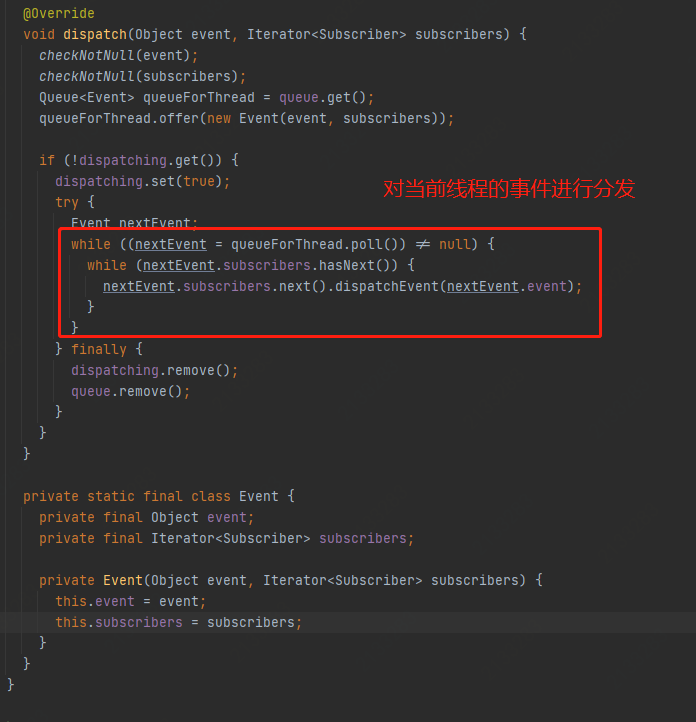 @Override
void dispatch(Object event, Iterator<Subscriber> subscribers) {
checkNotNull(event);
checkNotNull(subscribers);
Queue<Event> queueForThread = queue.get();
queueForThread.offer(new Event(event, subscribers));
if (!dispatching.get()) {
对当前线程的事件进行分发
dispatching.set(true);
try {
Event nextEvent;
while ((nextEvent = queueForThread.poll()) ≠ null) {
while (nextEvent.subscribers.hasNext()) {
nextEvent.subscribers.next().dispatchEvent(nextEvent.event);
}
}
} finally {
dispatching.remove();
queue.remove();
}
}
}
private static final class Event {
private final Object event;
private final Iterator<Subscriber> subscribers;
private Event(Object event, Iterator<Subscriber> subscribers) {
this.event = event;
this.subscribers = subscribers;
}
}
}